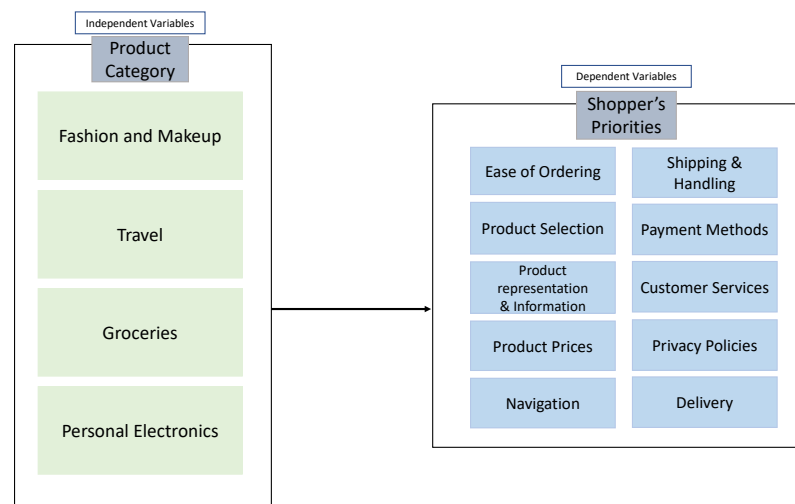 Independent Variables
Product
Category
Fashion and Makeup
Travel
Groceries
Personal Electronics
Dependent Variables
Shopper's
Priorities
Ease of Ordering
Shipping &
Handling
Product Selection
Payment Methods
Product
representation
& Information
Customer Services
Product Prices
Privacy Policies
Navigation
Delivery